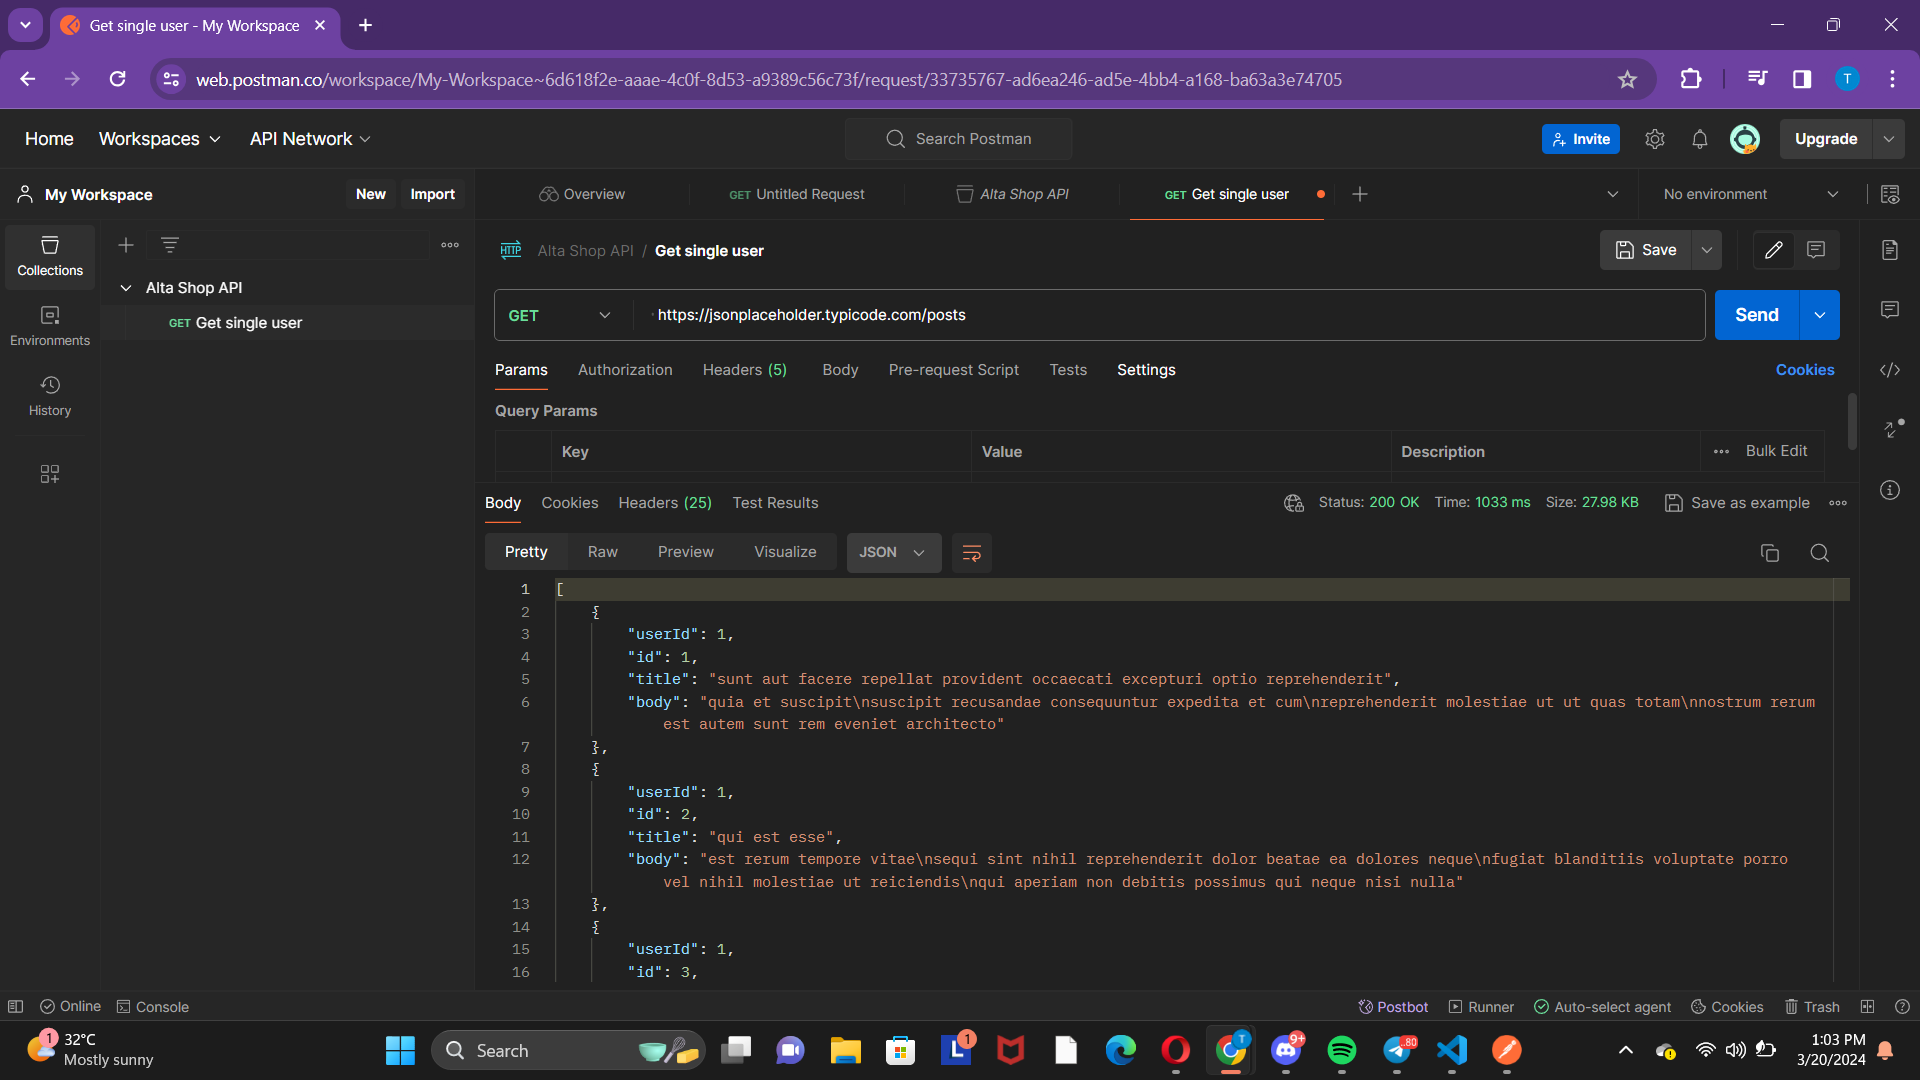 Get single user - My Workspace
web.postman.co/workspace/My-Workspace~6d618f2e-aaae-4c0f-8d53-a9389c56c73f/request/33735767-ad6ea246-ad5e-4bb4-a168-ba63a3e74705
T
Home Workspaces API Network Search Postman Invite Upgrade
My Workspace New Import
Overview GET Untitled Request Alta Shop API GET Get single user No environment
Collections
Environments
History
Alta Shop API
GET Get single user
HTTP Alta Shop API / Get single user Save
GET https://jsonplaceholder.typicode.com/posts Send
Params Authorization Headers (5) Body Pre-request Script Tests Settings Cookies
Query Params
Key Value Description Bulk Edit
Body Cookies Headers (25) Test Results Status: 200 OK Time: 1033 ms Size: 27.98 KB Save as example
Pretty Raw Preview Visualize JSON
1 [
2 {
3 "userId": 1,
4 "id": 1,
5 "title": "sunt aut facere repellat provident occaecati excepturi optio reprehenderit",
6 "body": "quia et suscipit\nsuscipit recusandae consequuntur expedita et cum\nreprehenderit molestiae ut ut quas totam\nnostrum rerum
est autem sunt rem eveniet architecto"
7 },
8 {
9 "userId": 1,
10 "id": 2,
11 "title": "qui est esse",
12 "body": "est rerum tempore vitae\nsequi sint nihil reprehenderit dolor beatae ea dolores neque\nfugiat blanditiis voluptate porro
vel nihil molestiae ut reiciendis\nqui aperiam non debitis possimus qui neque nisi nulla"
13 },
14 {
15 "userId": 1,
16 "id": 3,
Online Console Postbot Runner Auto-select agent Cookies Trash
1 32°C
Mostly sunny
Search
L 1
T
9+
80
1:03 PM
3/20/2024